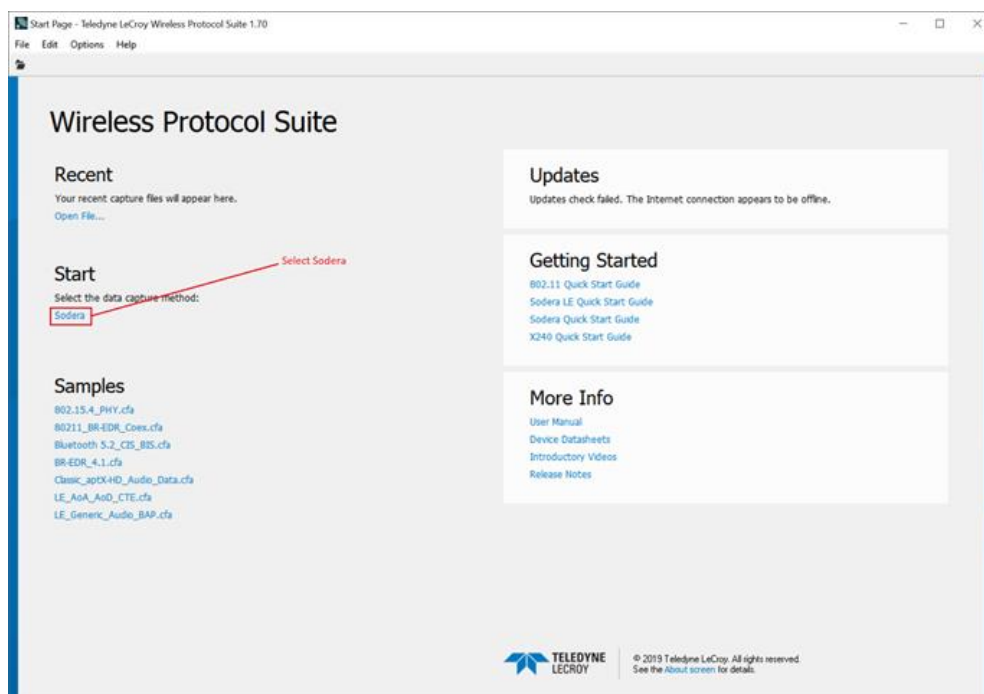 Start Page - Teledyne LeCroy Wireless Protocol Suite 1.70
File Edit Options Help
Wireless Protocol Suite
Recent
Your recent capture files will appear here.
Open File...
Select Sodera
Start
Select the data capture method:
Sodera
Samples
802.15.4_PHY.cfa
80211_BR-EDR_Coex.cfa
Bluetooth 5.2_CIS_BIS.cfa
BR-EDR_4.1.cfa
Classic_aptX-HD_Audio_Data.cfa
LE_AoA_AoD_CTE.cfa
LE_Generic_Audio_BAP.cfa
Updates
Updates check failed. The Internet connection appears to be offline.
Getting Started
802.11 Quick Start Guide
Sodera LE Quick Start Guide
Sodera Quick Start Guide
X240 Quick Start Guide
More Info
User Manual
Device Datasheets
Introductory Videos
Release Notes
TELEDYNE
LECROY
© 2019 Teledyne LeCroy. All rights reserved.
See the About screen for details.